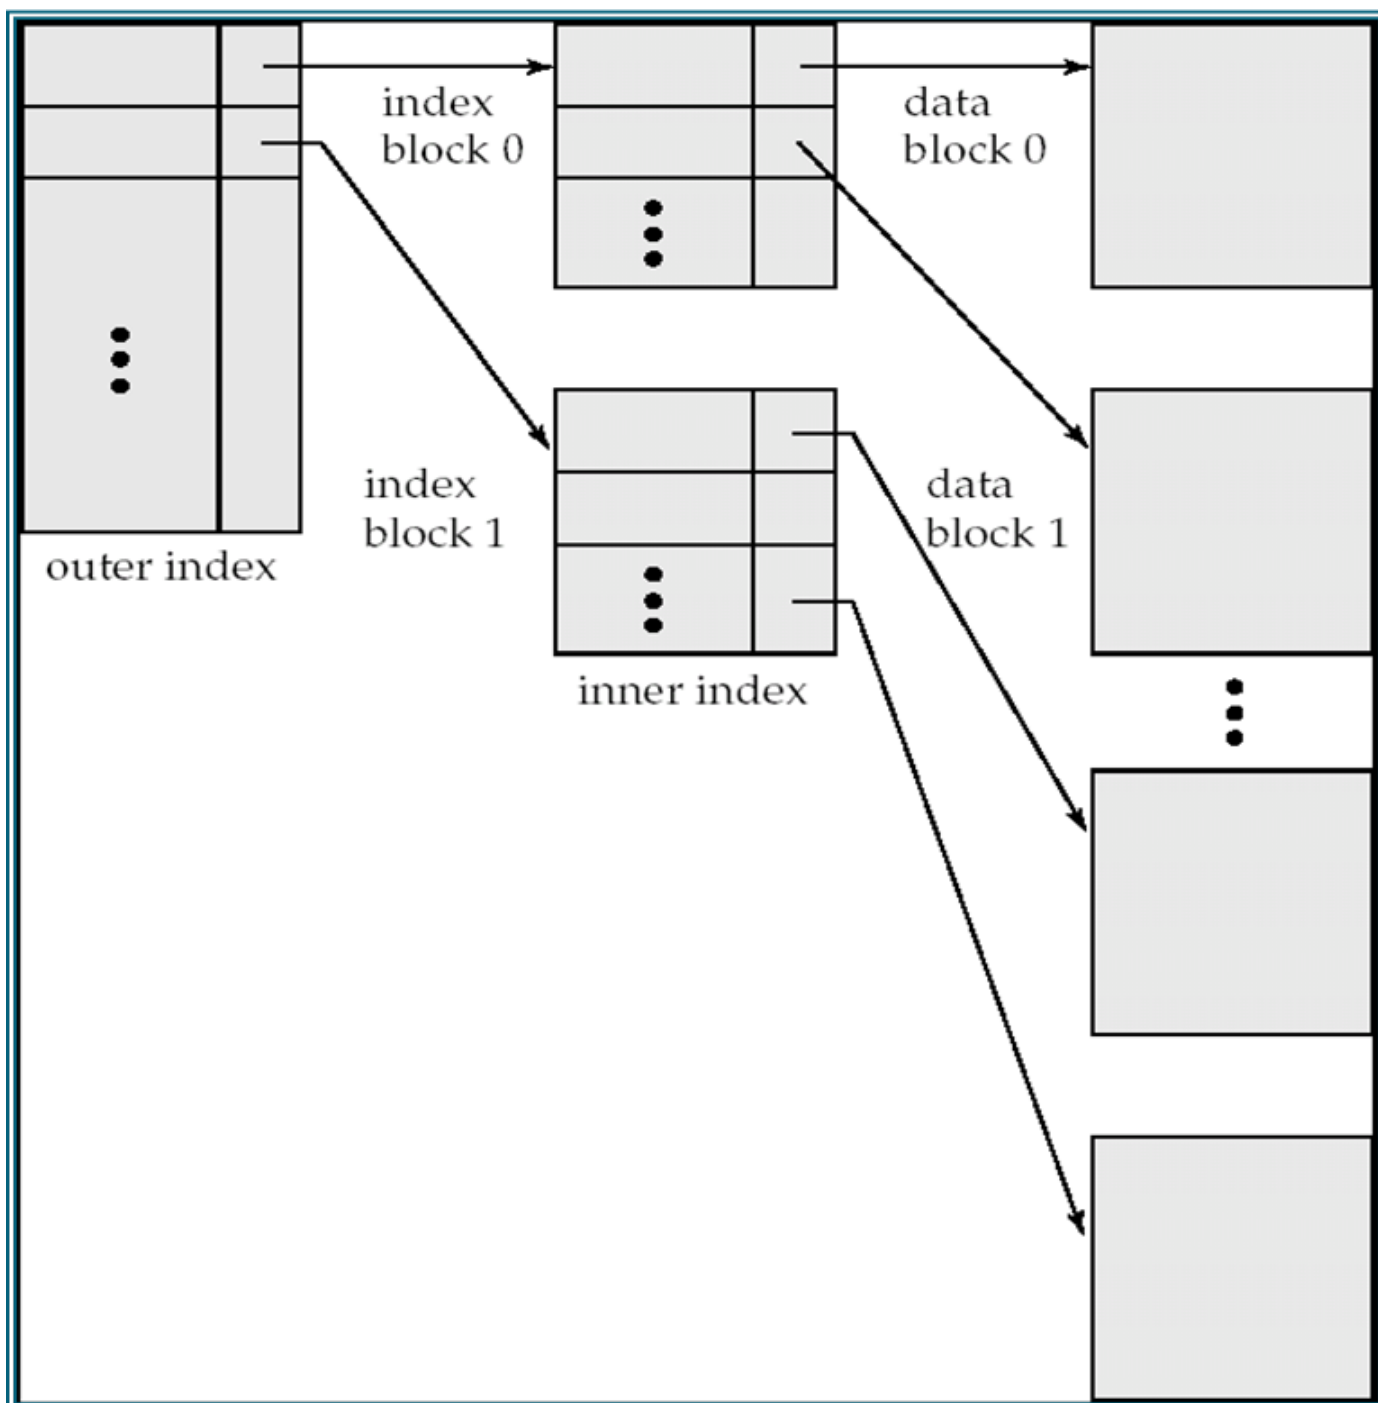 index
block 0
data
block 0
index
block 1
data
block 1
outer index
inner index